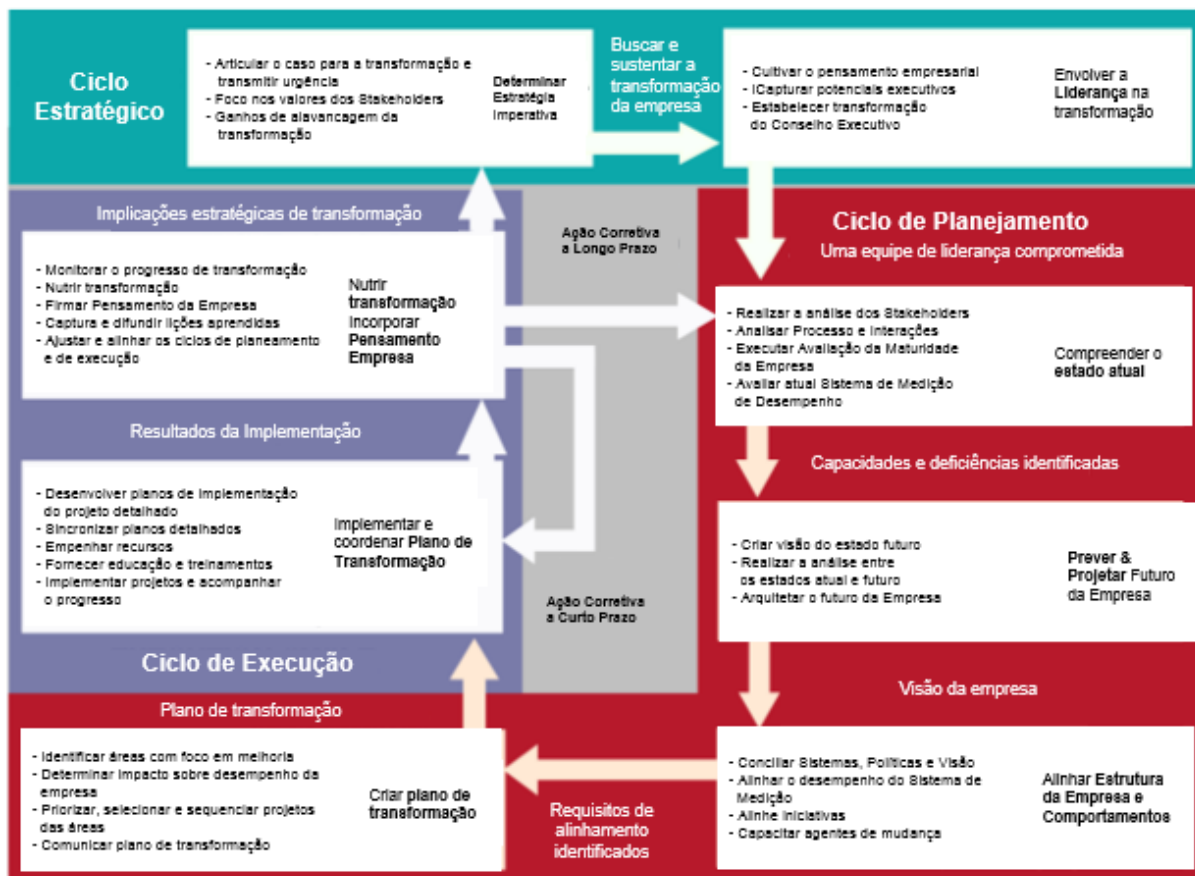 Ciclo
Estratégico
- Articular o caso para a transformação e
transmitir urgência
- Foco nos valores dos Stakeholders
- Ganhos de alavancagem da
transformação
Determinar
Estratégia
Imperativa
Buscar e
sustentar a
transformação
da empresa
- Cultivar o pensamento empresarial
- ICapturar potenciais executivos
- Estabelecer transformação
do Conselho Executivo
Envolver a
Liderança na
transformação
Implicações estratégicas de transformação
- Monitorar o progresso de transformação
- Nutrir transformação
- Firmar Pensamento da Empresa
- Captura e difundir lições aprendidas
- Ajustar e alinhar os ciclos de planeamento
e de execução
Nutrir
transformação
Incorporar
Pensamento
Empresa
Ação Corretiva
a Longo Prazo
Ciclo de Planejamento
Uma equipe de liderança comprometida
- Realizar a análise dos Stakeholders
- Analisar Processo e Interações
- Executar Avaliação da Maturidade
da Empresa
- Avaliar atual Sistema de Medição
de Desempenho
Compreender o
estado atual
Resultados da Implementação
Capacidades e deficiências identificadas
- Desenvolver planos de Implementação
do projeto detalhado
- Sincronizar planos detalhados
- Empenhar recursos
- Fornecer educação e treinamentos
- Implementar projetos e acompanhar
o progresso
Implementar e
coordenar Plano de
Transformação
Ação Corretiva
a Curto Prazo
- Criar visão do estado futuro
- Realizar a análise entre
os estados atual e futuro
- Arquitetar o futuro da Empresa
Prever &
Projetar Futuro
da Empresa
Ciclo de Execução
Visão da empresa
Plano de transformação
- Identificar áreas com foco em melhoria
- Determinar impacto sobre desempenho da
empresa
- Priorizar, selecionar e sequenciar projetos
das áreas
- Comunicar plano de transformação
Criar plano de
transformação
Requisitos de
alinhamento
identificados
- Conciliar Sistemas, Políticas e Visão
- Alinhar o desempenho do Sistema de
Medição
- Alinhe iniciativas
- Capacitar agentes de mudança
Alinhar Estrutura
da Empresa e
Comportamentos